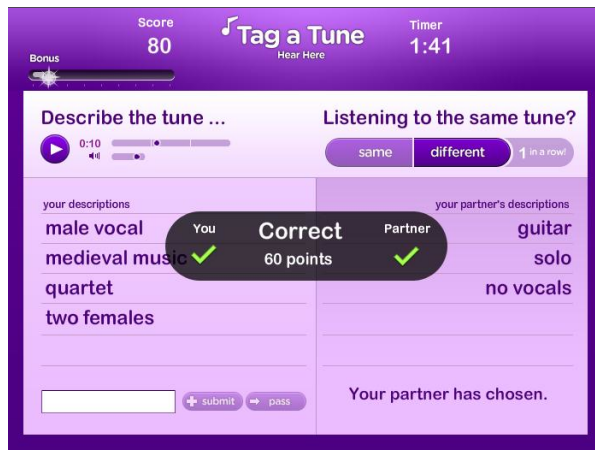 Score
80
Tag a Tune
Hear Here
Timer
1:41
Bonus
Describe the tune ...
0:10
Listening to the same tune?
same
different
1 in a row!
your descriptions
male vocal
medieval music
quartet
two females
You
Correct
60 points
Partner
your partner's descriptions
guitar
solo
no vocals
submit
pass
Your partner has chosen.